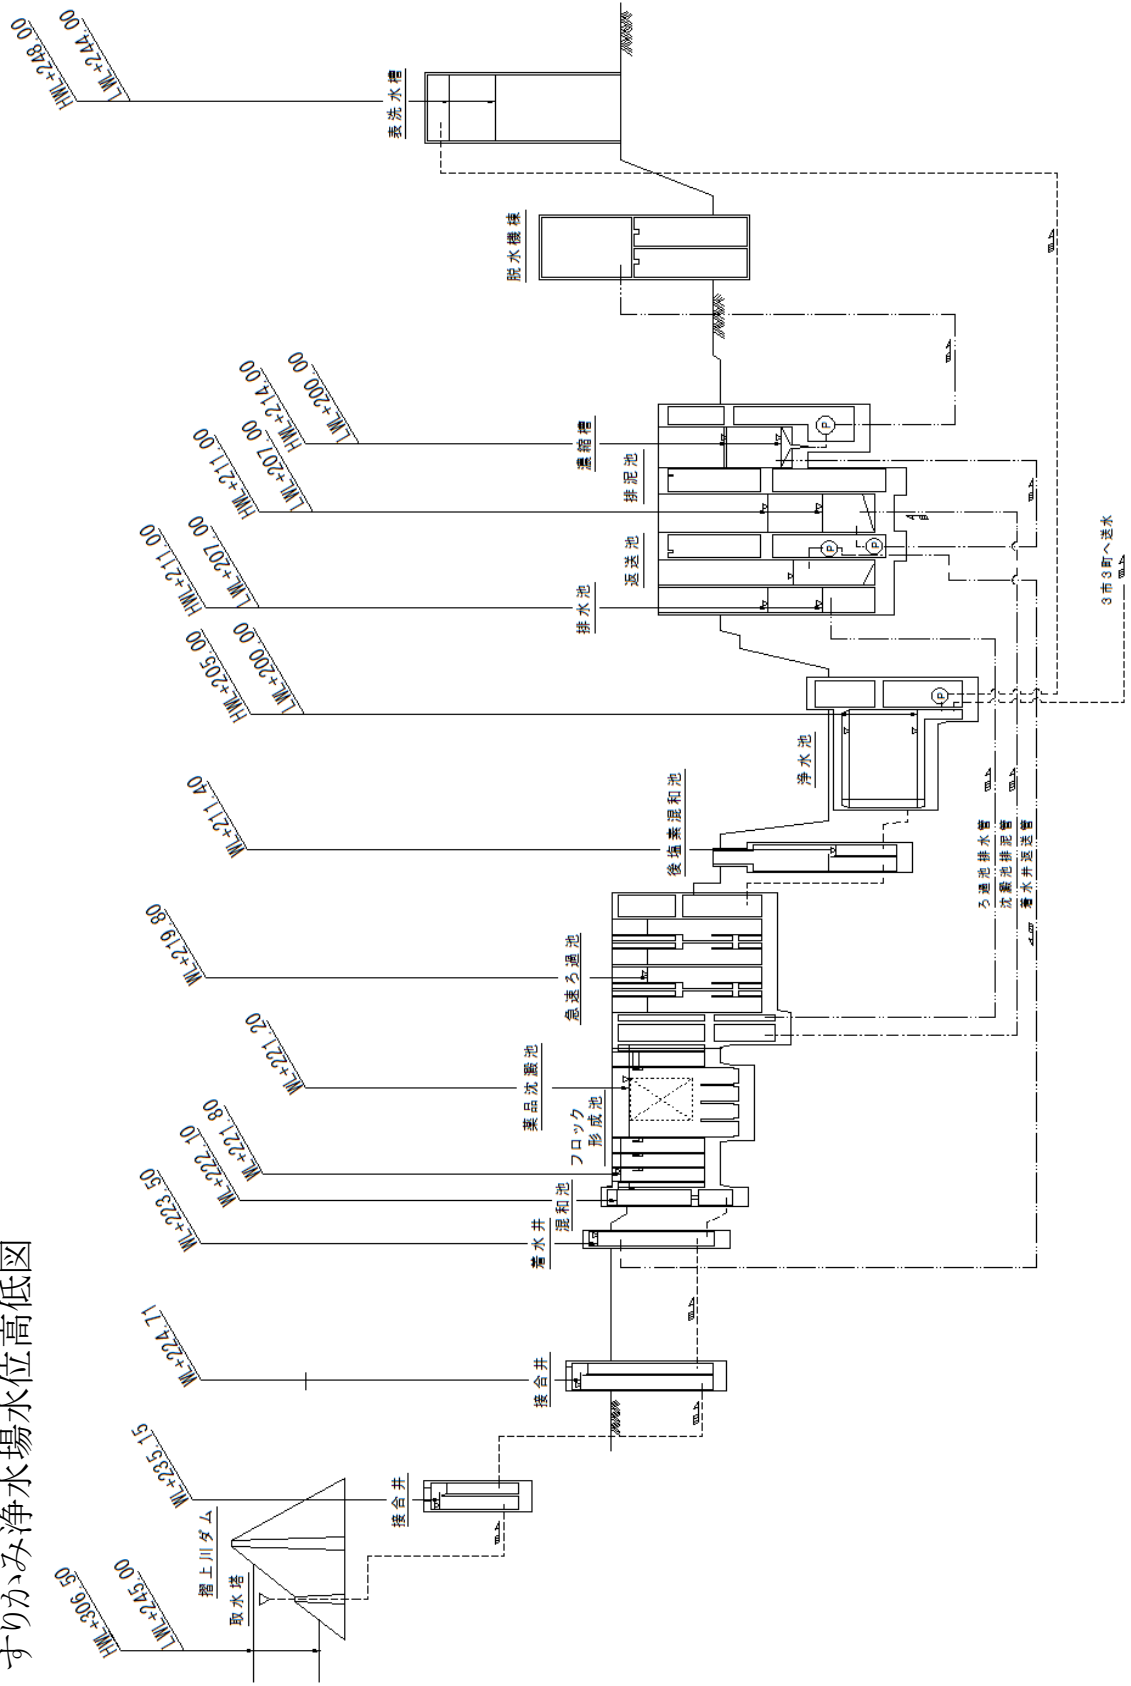 すりかみ浄水場水位高低図
HWL+306.50
LWL+245.00
取水塔
摺上川ダム
WL+235.15
接合井
WL+224.71
接合井
WL+223.50
着水井
WL+222.10
混和池
WL+221.80
フロック
形成池
WL+221.20
薬品沈澱池
WL+219.80
急速ろ過池
WL+211.40
後塩素混和池
HWL+205.00
LWL+200.00
浄水池
P
HWL+211.00
LWL+207.00
排水池
返送池
P
P
HWL+211.00
LWL+207.00
排泥池
HWL+214.00
LWL+200.00
濃縮槽
P
脱水機棟
HWL+248.00
LWL+244.00
表洗水槽
ろ過池排水管
沈澱池排泥管
着水井返送管
3市3町へ送水